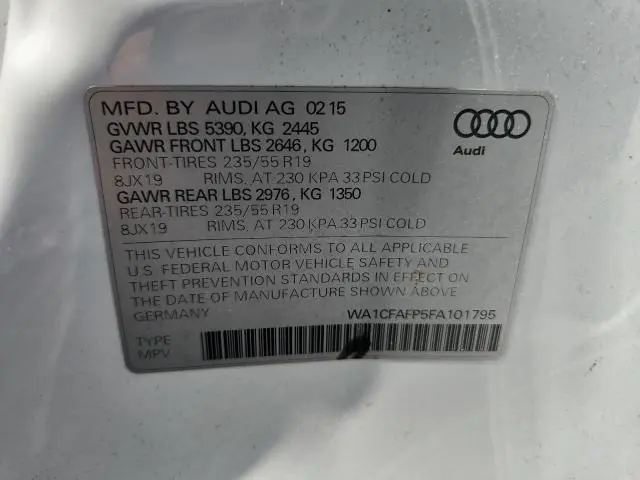 MFD. BY AUDI AG 02 15
GVWR LBS 5390, KG 2445
GAWR FRONT LBS 2646, KG 1200
FRONT-TIRES 235/55 R19
8JX19 RIMS, AT 230 KPA 33 PSI COLD
GAWR REAR LBS 2976, KG 1350
REAR-TIRES 235/55 R19
8JX19 RIMS, AT 230 KPA 33 PSI COLD
Audi
THIS VEHICLE CONFORMS TO ALL APPLICABLE
U.S. FEDERAL MOTOR VEHICLE SAFETY AND
THEFT PREVENTION STANDARDS IN EFFECT ON
THE DATE OF MANUFACTURE SHOWN ABOVE
GERMANY WA1CFAFP5FA101795
TYPE
MPV